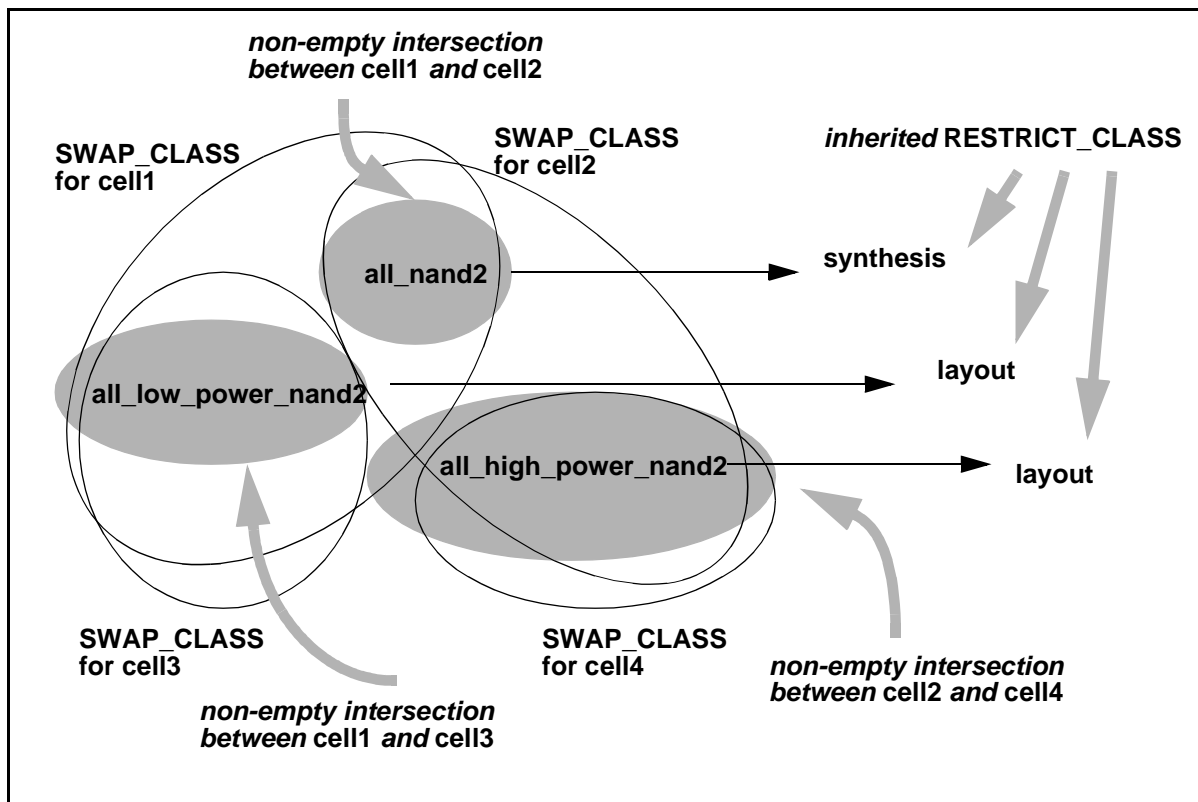 non-empty intersection
between cell1 and cell2
SWAP_CLASS
for cell1
SWAP_CLASS
for cell2
inherited RESTRICT_CLASS
all_nand2
synthesis
all_low_power_nand2
layout
all_high_power_nand2
layout
SWAP_CLASS
for cell3
SWAP_CLASS
for cell4
non-empty intersection
between cell2 and cell4
non-empty intersection
between cell1 and cell3